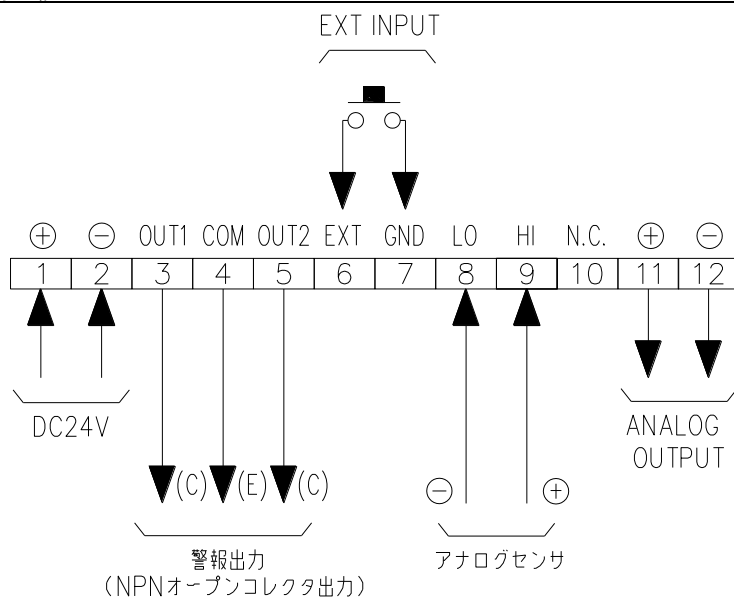 EXT INPUT
⊕ ⊖ OUT1 COM OUT2 EXT GND LO HI N.C. ⊕ ⊖
1 2 3 4 5 6 7 8 9 10 11 12
DC24V
ANALOG
OUTPUT
(C) (E) (C) ⊖ ⊕
警報出力
(NPNオープンコレクタ出力)
アナログセンサ